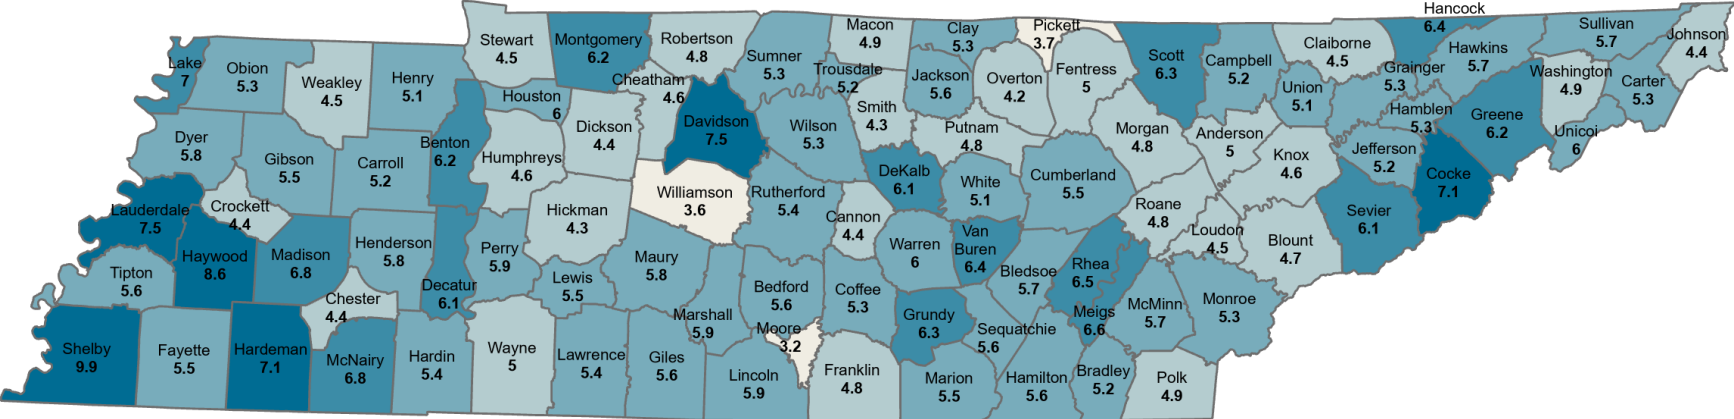 Lake
7
Obion
5.3
Weakley
4.5
Henry
5.1
Stewart
4.5
Montgomery
6.2
Robertson
4.8
Sumner
5.3
Macon
4.9
Clay
5.3
Pickett
3.7
Scott
6.3
Campbell
5.2
Claiborne
4.5
Hancock
6.4
Hawkins
5.7
Sullivan
5.7
Johnson
4.4
Houston
6
Cheatham
4.6
Trousdale
5.2
Jackson
5.6
Overton
4.2
Fentress
5
Union
5.1
Grainger
5.3
Washington
4.9
Carter
5.3
Dyer
5.8
Gibson
5.5
Carroll
5.2
Benton
6.2
Humphreys
4.6
Dickson
4.4
Davidson
7.5
Wilson
5.3
Smith
4.3
Putnam
4.8
Morgan
4.8
Anderson
5
Knox
4.6
Hamblen
5.3
Jefferson
5.2
Greene
6.2
Unicoi
6
Cocke
7.1
Lauderdale
7.5
Crockett
4.4
Williamson
3.6
Rutherford
5.4
DeKalb
6.1
White
5.1
Cumberland
5.5
Roane
4.8
Loudon
4.5
Blount
4.7
Sevier
6.1
Tipton
5.6
Haywood
8.6
Madison
6.8
Henderson
5.8
Decatur
6.1
Perry
5.9
Hickman
4.3
Lewis
5.5
Maury
5.8
Cannon
4.4
Warren
6
Van
Buren
6.4
Bledsoe
5.7
Rhea
6.5
Meigs
6.6
McMinn
5.7
Monroe
5.3
Chester
4.4
Marshall
5.9
Bedford
5.6
Coffee
5.3
Grundy
6.3
Sequatchie
5.6
Shelby
9.9
Fayette
5.5
Hardeman
7.1
McNairy
6.8
Hardin
5.4
Wayne
5
Lawrence
5.4
Giles
5.6
Lincoln
5.9
Moore
3.2
Franklin
4.8
Marion
5.5
Hamilton
5.6
Bradley
5.2
Polk
4.9